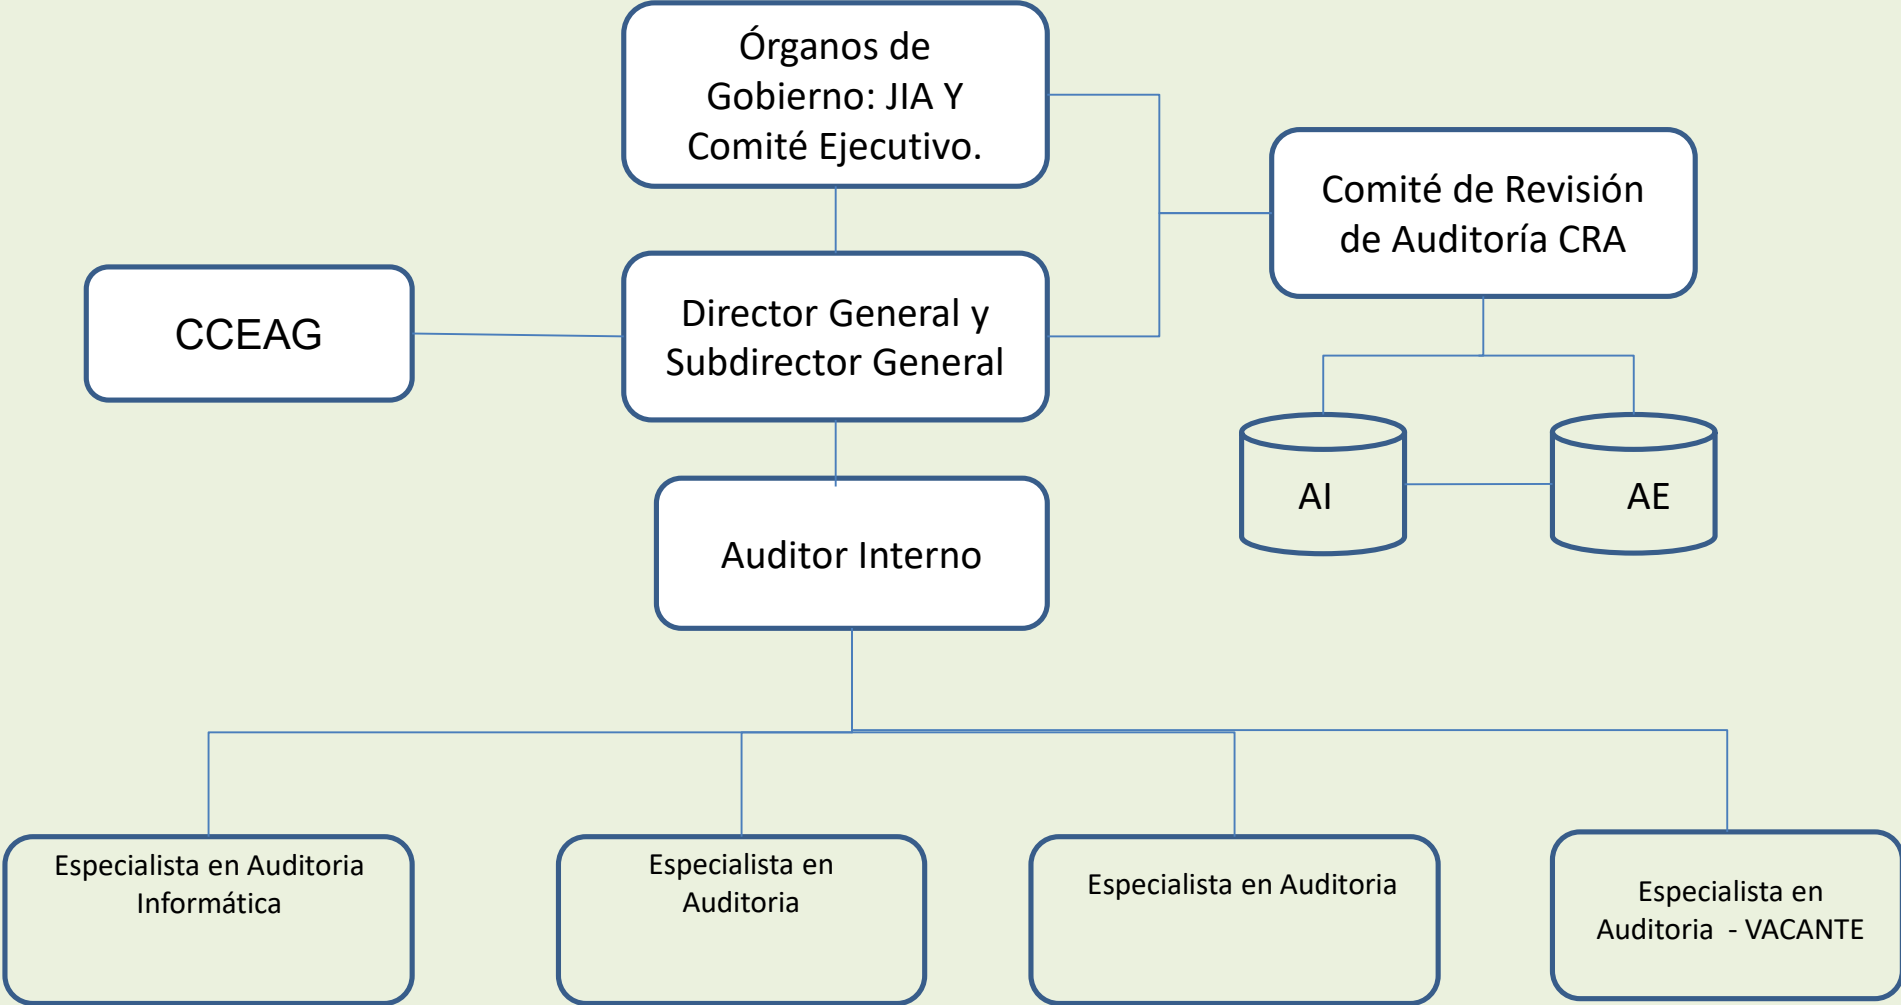 Órganos de
Gobierno: JIA Y
Comité Ejecutivo.
Comité de Revisión
de Auditoría CRA
CCEAG
Director General y
Subdirector General
AI
AE
Auditor Interno
Especialista en Auditoria
Informática
Especialista en
Auditoria
Especialista en Auditoria
Especialista en
Auditoria - VACANTE